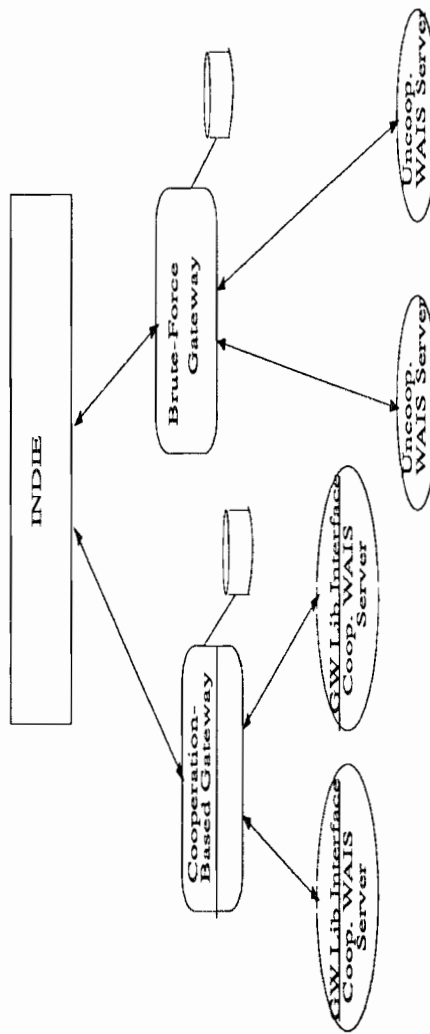 INDIE
Cooperation-
Based Gateway
Brute-Force
Gateway
GW Lib Interface
Coop. WAIS
Server
GW Lib Interface
Coop. WAIS
Server
Uncoop.
WAIS Server
Uncoop.
WAIS Server